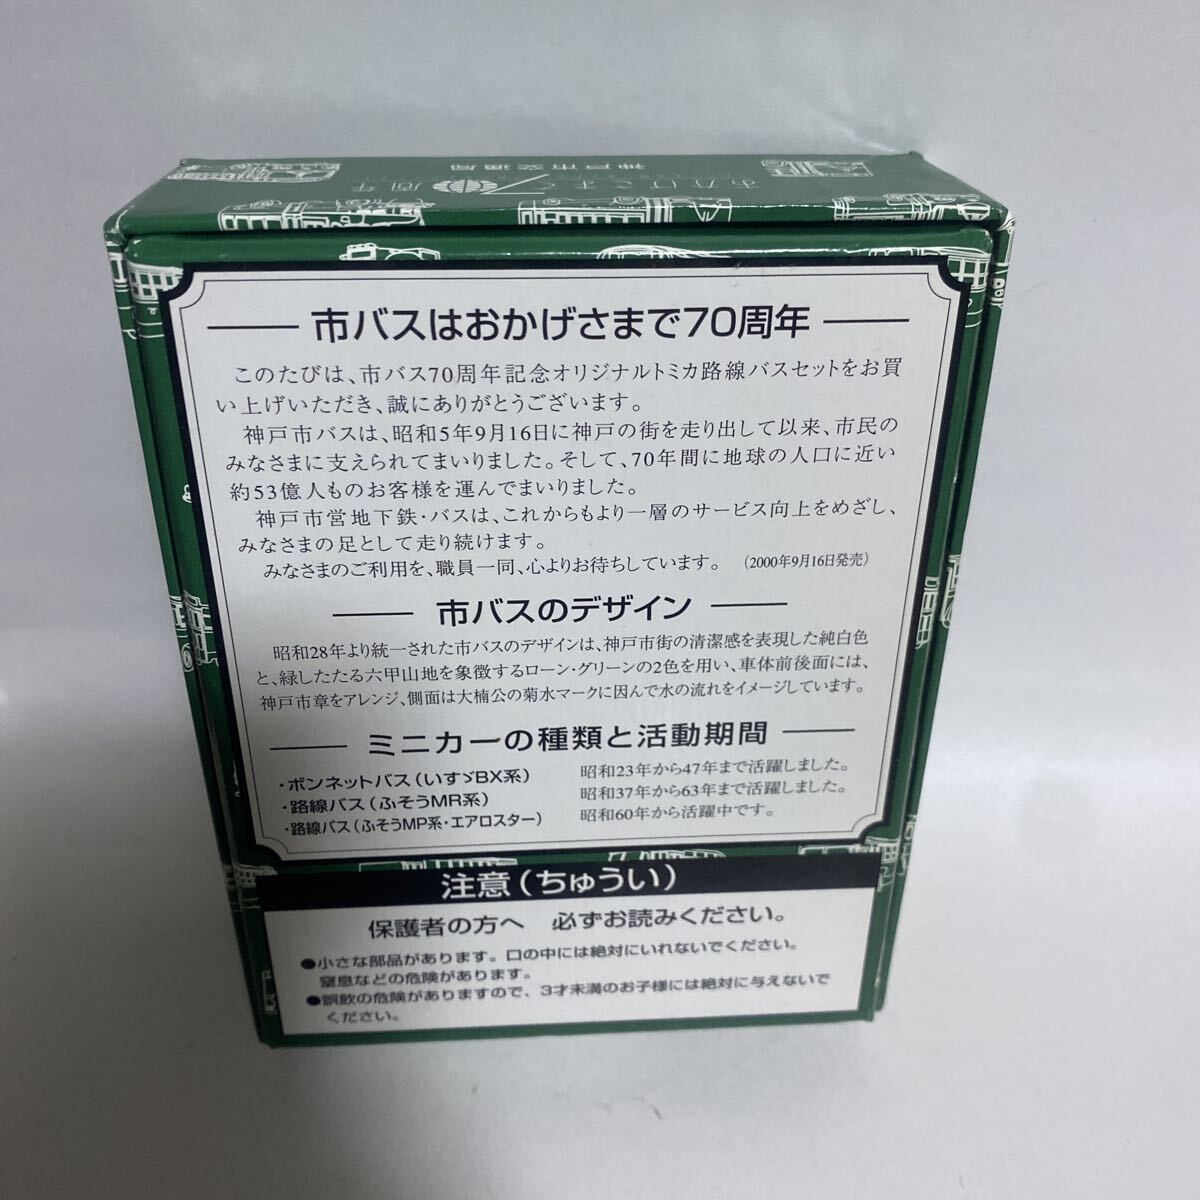 神戸市交通局
おかげさまで70周年
市バスはおかげさまで70周年
このたびは、市バス70周年記念オリジナルトミカ路線バスセットをお買
い上げいただき、誠にありがとうございます。
神戸市バスは、昭和5年9月16日に神戸の街を走り出して以来、市民の
みなさまに支えられてまいりました。そして、70年間に地球の人口に近い
約53億人ものお客様を運んでまいりました。
神戸市営地下鉄・バスは、これからもより一層のサービス向上をめざし、
みなさまの足として走り続けます。
みなさまのご利用を、職員一同、心よりお待ちしています。 (2000年9月16日発売)
市バスのデザイン
昭和28年より統一された市バスのデザインは、神戸市街の清潔感を表現した純白色
と、緑したたる六甲山地を象徴するローン・グリーンの2色を用い、車体前後面には、
神戸市章をアレンジ、側面は大楠公の菊水マークに因んで水の流れをイメージしています。
ミニカーの種類と活動期間
・ボンネットバス(いすゞBX系) 昭和23年から47年まで活躍しました。
・路線バス(ふそうMR系) 昭和37年から63年まで活躍しました。
・路線バス(ふそうMP系・エアロスター) 昭和60年から活躍中です。
注意(ちゅうい)
保護者の方へ 必ずお読みください。
●小さな部品があります。口の中には絶対にいれないでください。
窒息などの危険があります。
●誤飲の危険がありますので、3才未満のお子様には絶対に与えないで
ください。